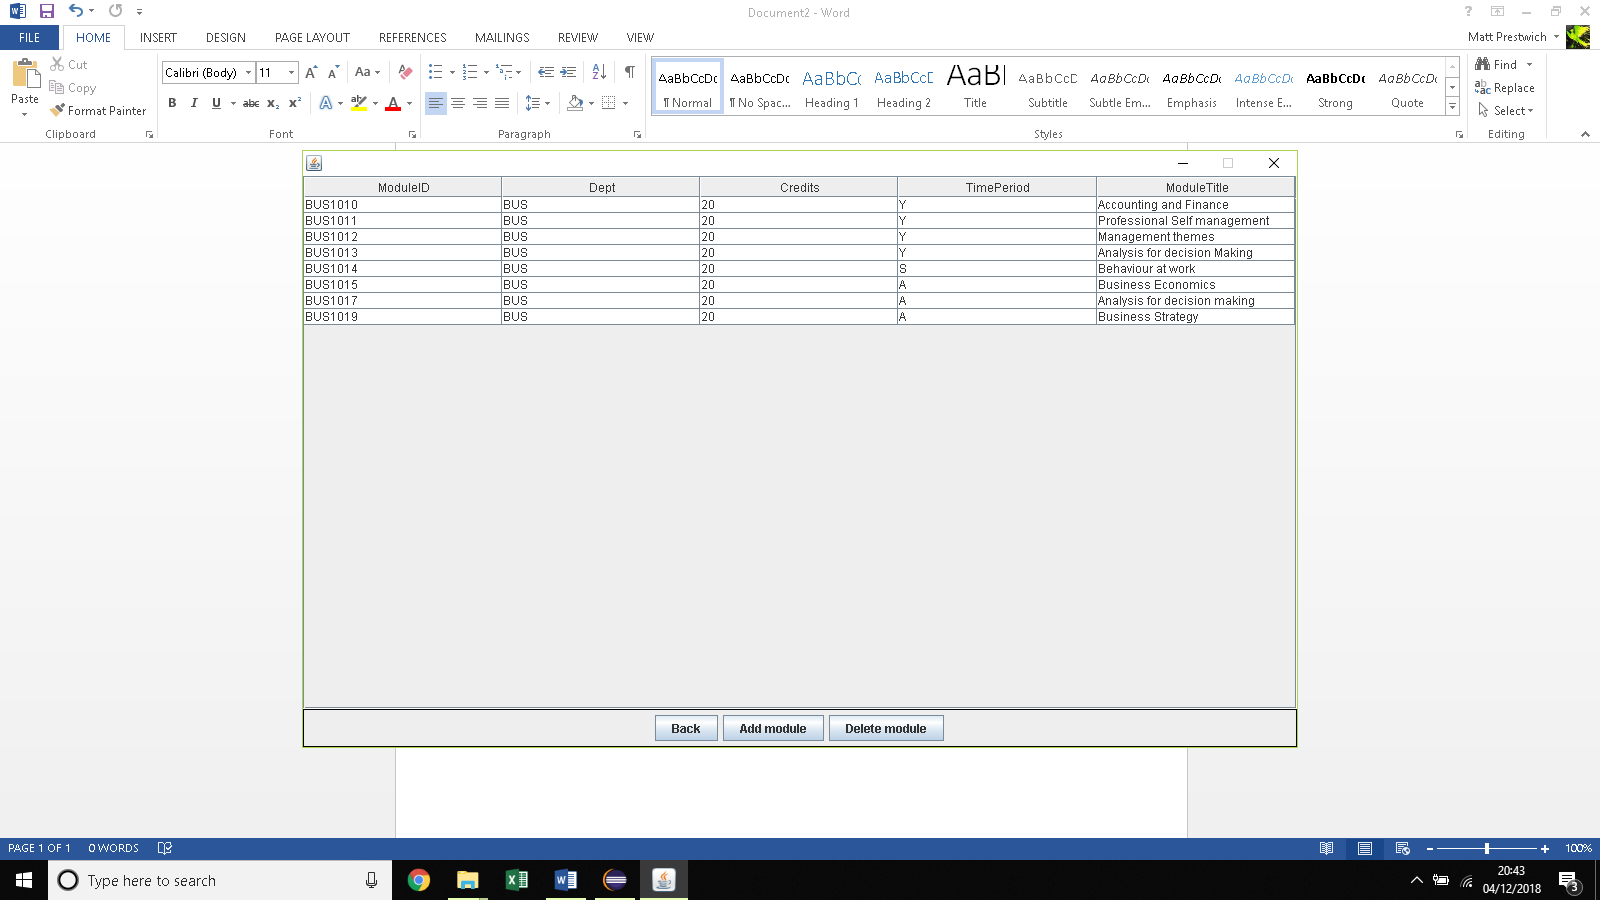 Document2 - Word
FILE HOME INSERT DESIGN PAGE LAYOUT REFERENCES MAILINGS REVIEW VIEW Matt Prestwich
Paste
Cut
Copy
Format Painter
Clipboard
Calibri (Body) 11
Font
Paragraph
AaBbCcDc AaBbCcDc AaBbCc AaBbCcD AaBb AaBbCcD AaBbCcDc AaBbCcDc AaBbCcDc AaBbCcDc AaBbCcDc
¶ Normal ¶ No Spac... Heading 1 Heading 2 Title Subtitle Subtle Em... Emphasis Intense E... Strong Quote
Styles
Find
Replace
Select
Editing
ModuleID Dept Credits TimePeriod ModuleTitle
BUS1010 BUS 20 Y Accounting and Finance
BUS1011 BUS 20 Y Professional Self management
BUS1012 BUS 20 Y Management themes
BUS1013 BUS 20 Y Analysis for decision Making
BUS1014 BUS 20 S Behaviour at work
BUS1015 BUS 20 A Business Economics
BUS1017 BUS 20 A Analysis for decision making
BUS1019 BUS 20 A Business Strategy
Back Add module Delete module
PAGE 1 OF 1 0 WORDS 100%
Type here to search
20:43
04/12/2018
3